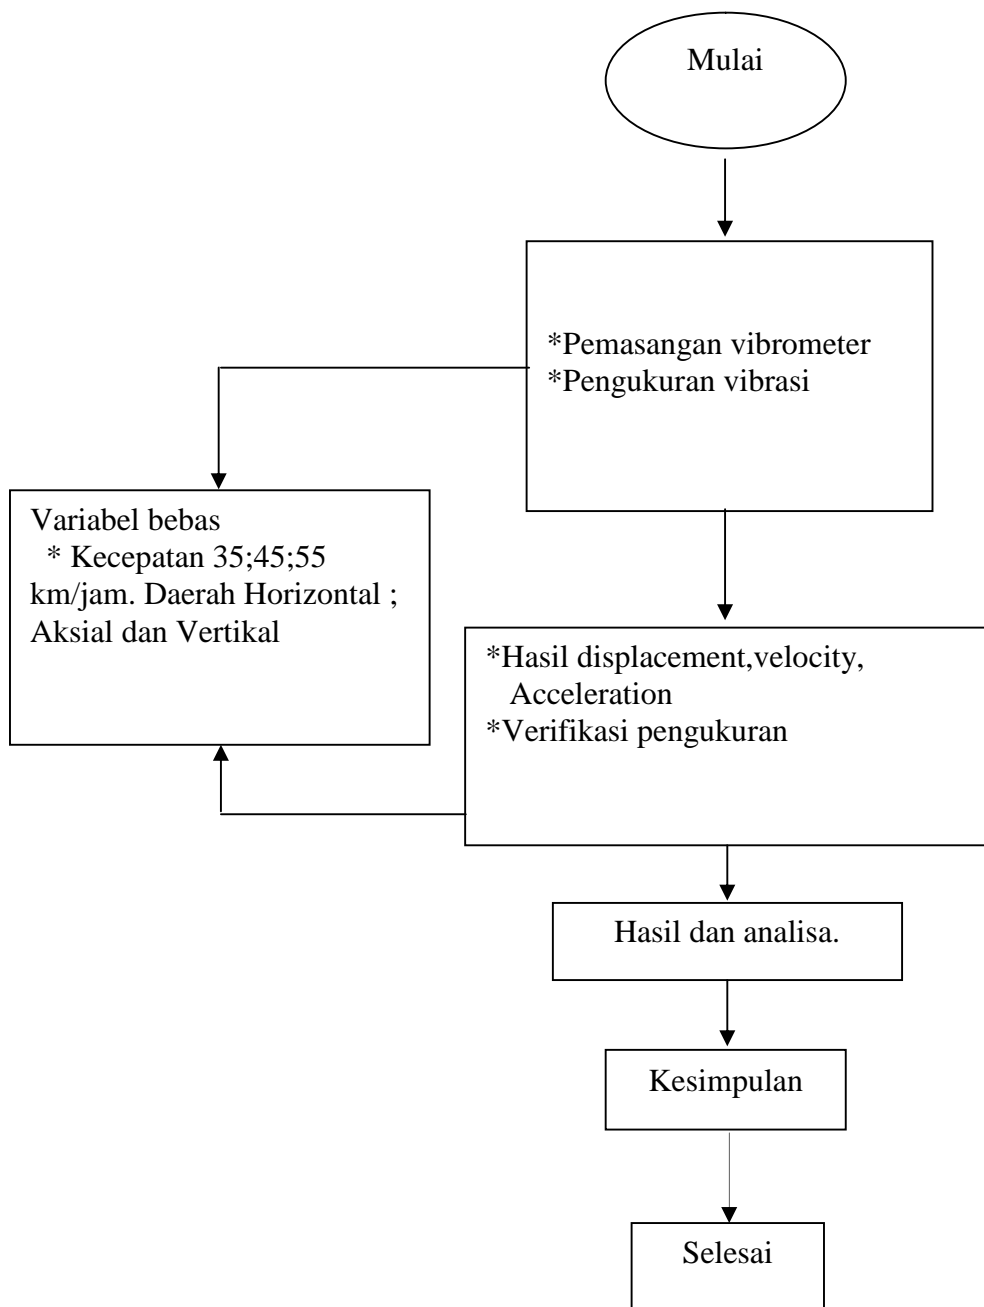 Mulai
*Pemasangan vibrometer
*Pengukuran vibrasi
Variabel bebas
* Kecepatan 35;45;55
km/jam. Daerah Horizontal ;
Aksial dan Vertikal
*Hasil displacement,velocity,
Acceleration
*Verifikasi pengukuran
Hasil dan analisa.
Kesimpulan
Selesai